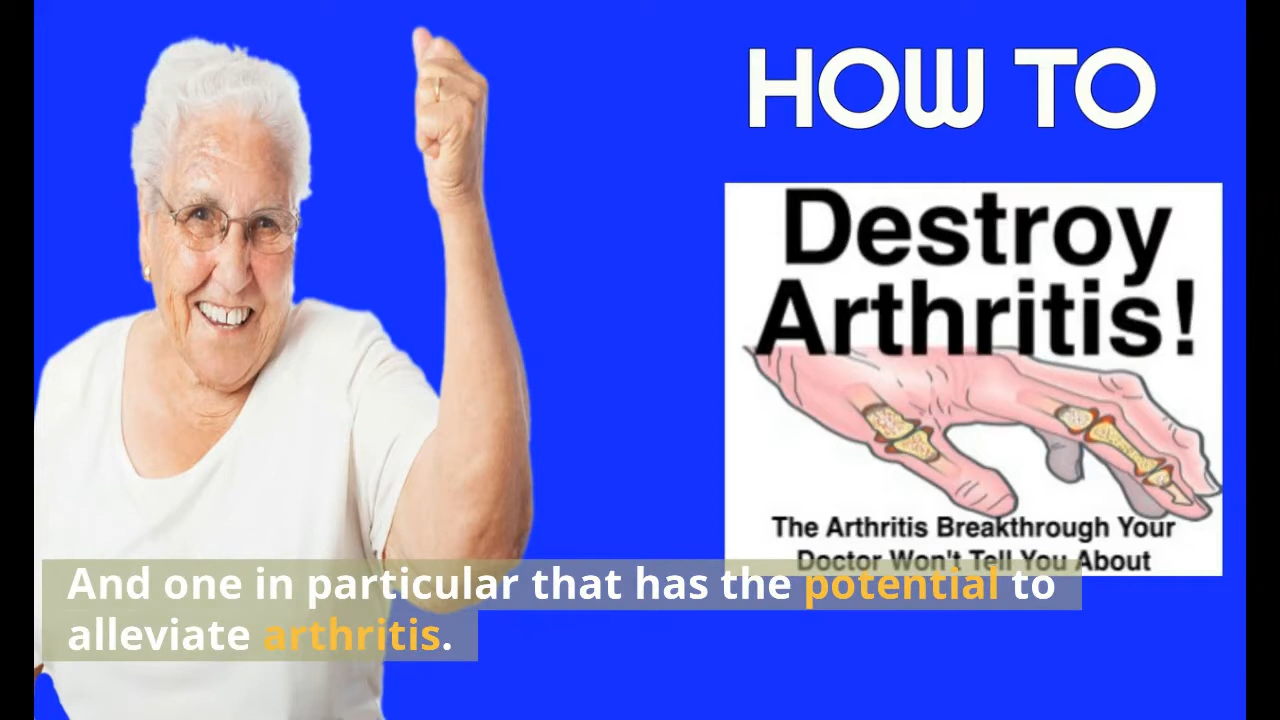 HOW TO
Destroy
Arthritis!
The Arthritis Breakthrough Your
Doctor Won't Tell You About
And one in particular that has the potential to
alleviate arthritis.